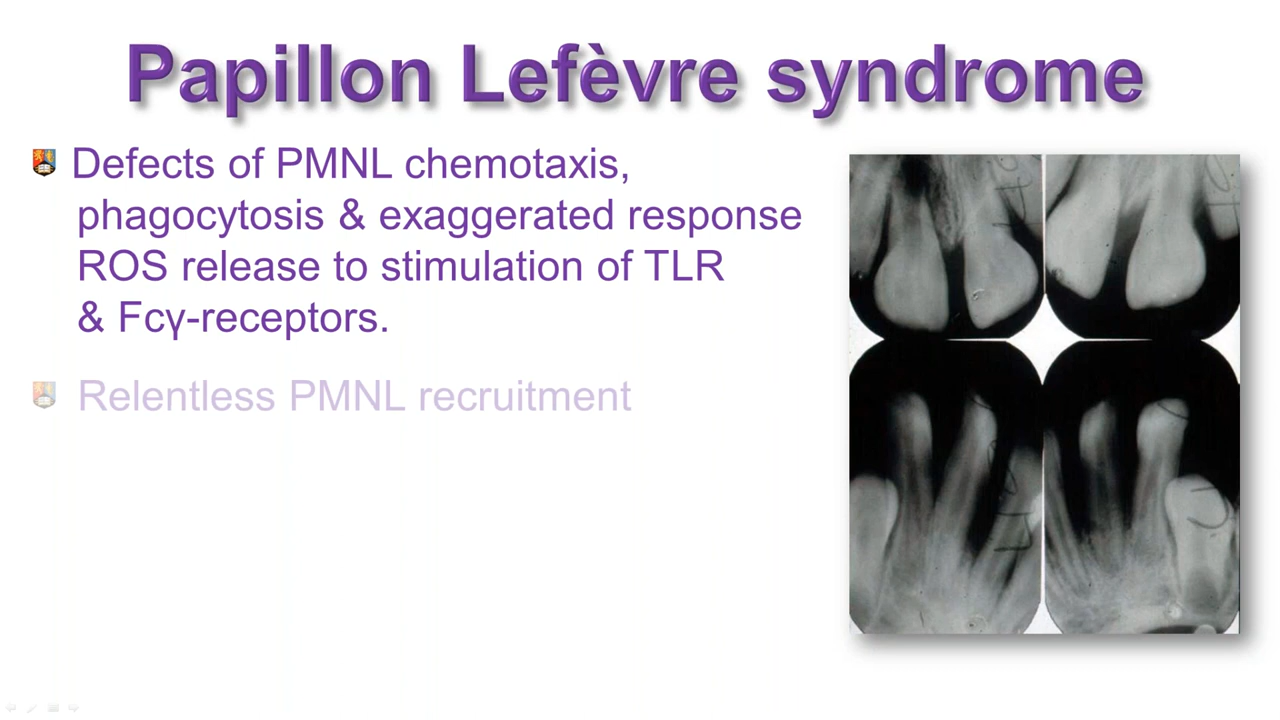 Papillon Lefèvre syndrome
Defects of PMNL chemotaxis,
phagocytosis & exaggerated response
ROS release to stimulation of TLR
& Fcγ-receptors.
Relentless PMNL recruitment